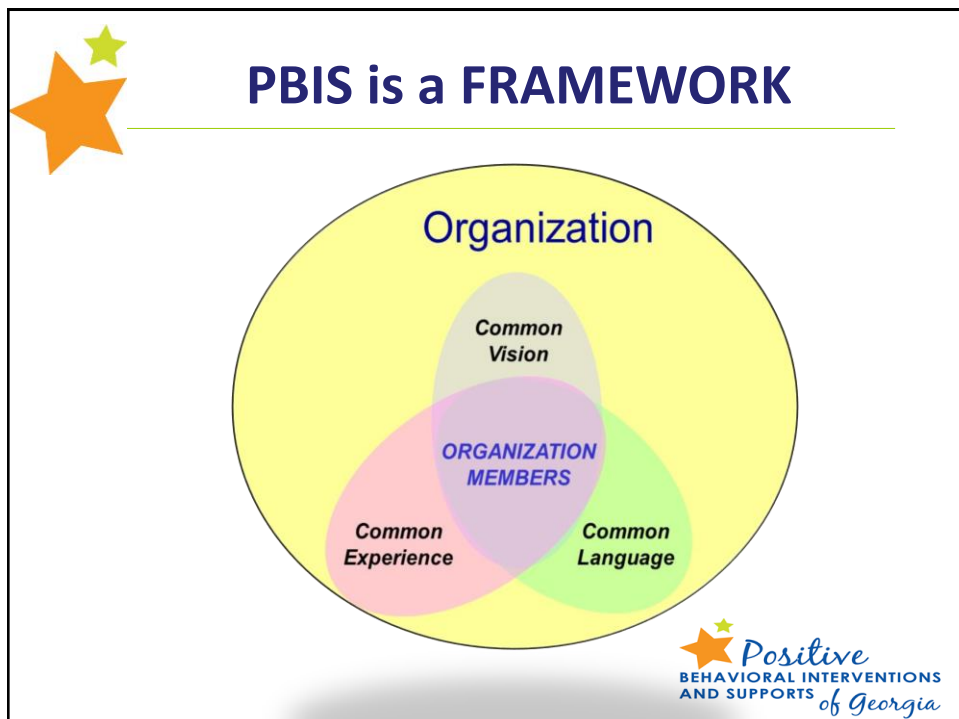 PBIS is a FRAMEWORK
Organization
Common
Vision
ORGANIZATION
MEMBERS
Common
Experience
Common
Language
Positive
BEHAVIORAL INTERVENTIONS
AND SUPPORTS
of Georgia